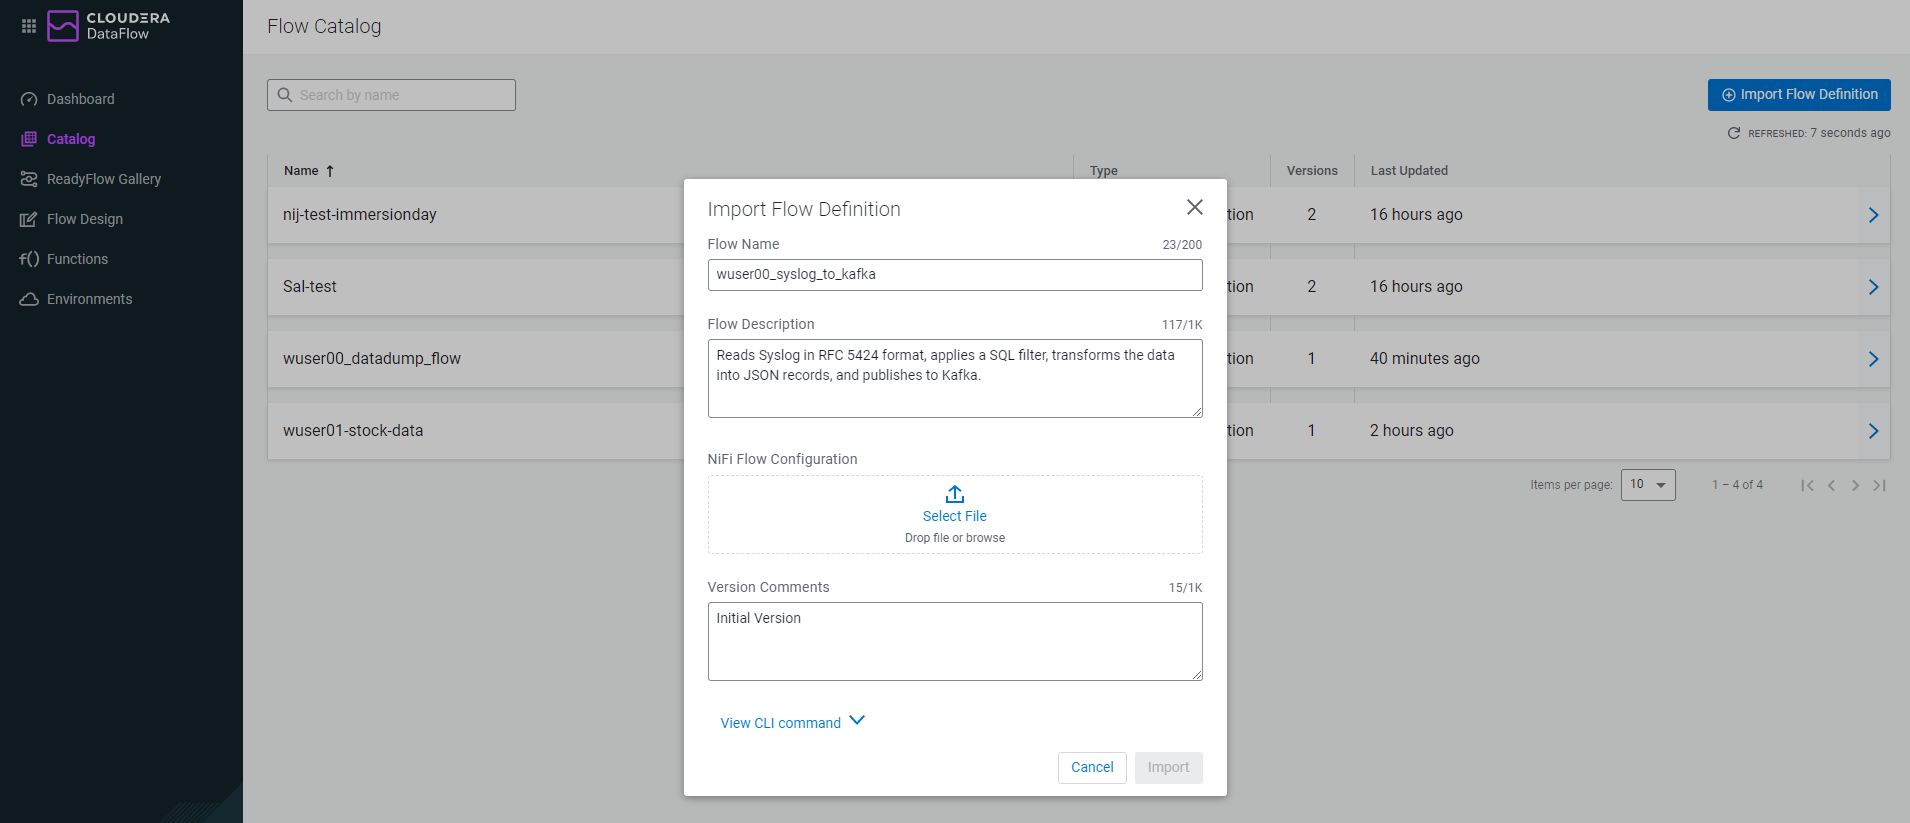 CLOUDERA
DataFlow
Dashboard
Catalog
ReadyFlow Gallery
Flow Design
f() Functions
Environments
Flow Catalog
Search by name
Import Flow Definition
REFRESHED: 7 seconds ago
Name Type Versions Last Updated
nij-test-immersionday tion 2 16 hours ago
Sal-test tion 2 16 hours ago
wuser00_datadump_flow 1 40 minutes ago
wuser01-stock-data tion 1 2 hours ago
Items per page: 10 1 – 4 of 4
Import Flow Definition
Flow Name 23/200
wuser00_syslog_to_kafka
Flow Description 117/1K
Reads Syslog in RFC 5424 format, applies a SQL filter, transforms the data
into JSON records, and publishes to Kafka.
NiFi Flow Configuration
Select File
Drop file or browse
Version Comments 15/1K
Initial Version
View CLI command
Cancel Import